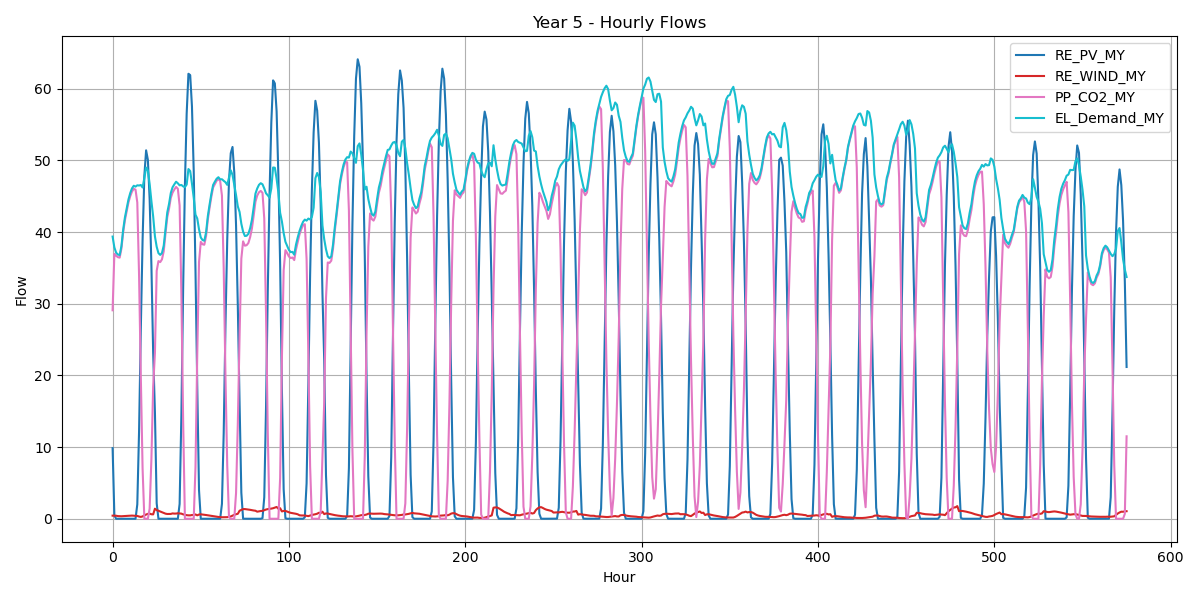 Year 5 - Hourly Flows
RE_PV_MY
RE_WIND_MY
PP_CO2_MY
EL_Demand_MY
Flow
60
50
40
30
20
10
0
0 100 200 300 400 500 600
Hour